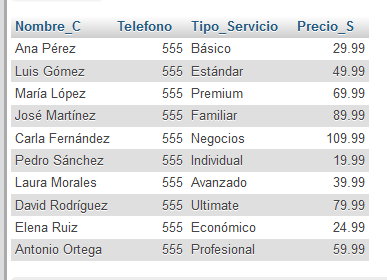 Nombre_C Telefono Tipo_Servicio Precio_S
Ana Pérez 555 Básico 29.99
Luis Gómez 555 Estándar 49.99
María López 555 Premium 69.99
José Martínez 555 Familiar 89.99
Carla Fernández 555 Negocios 109.99
Pedro Sánchez 555 Individual 19.99
Laura Morales 555 Avanzado 39.99
David Rodríguez 555 Ultimate 79.99
Elena Ruiz 555 Económico 24.99
Antonio Ortega 555 Profesional 59.99